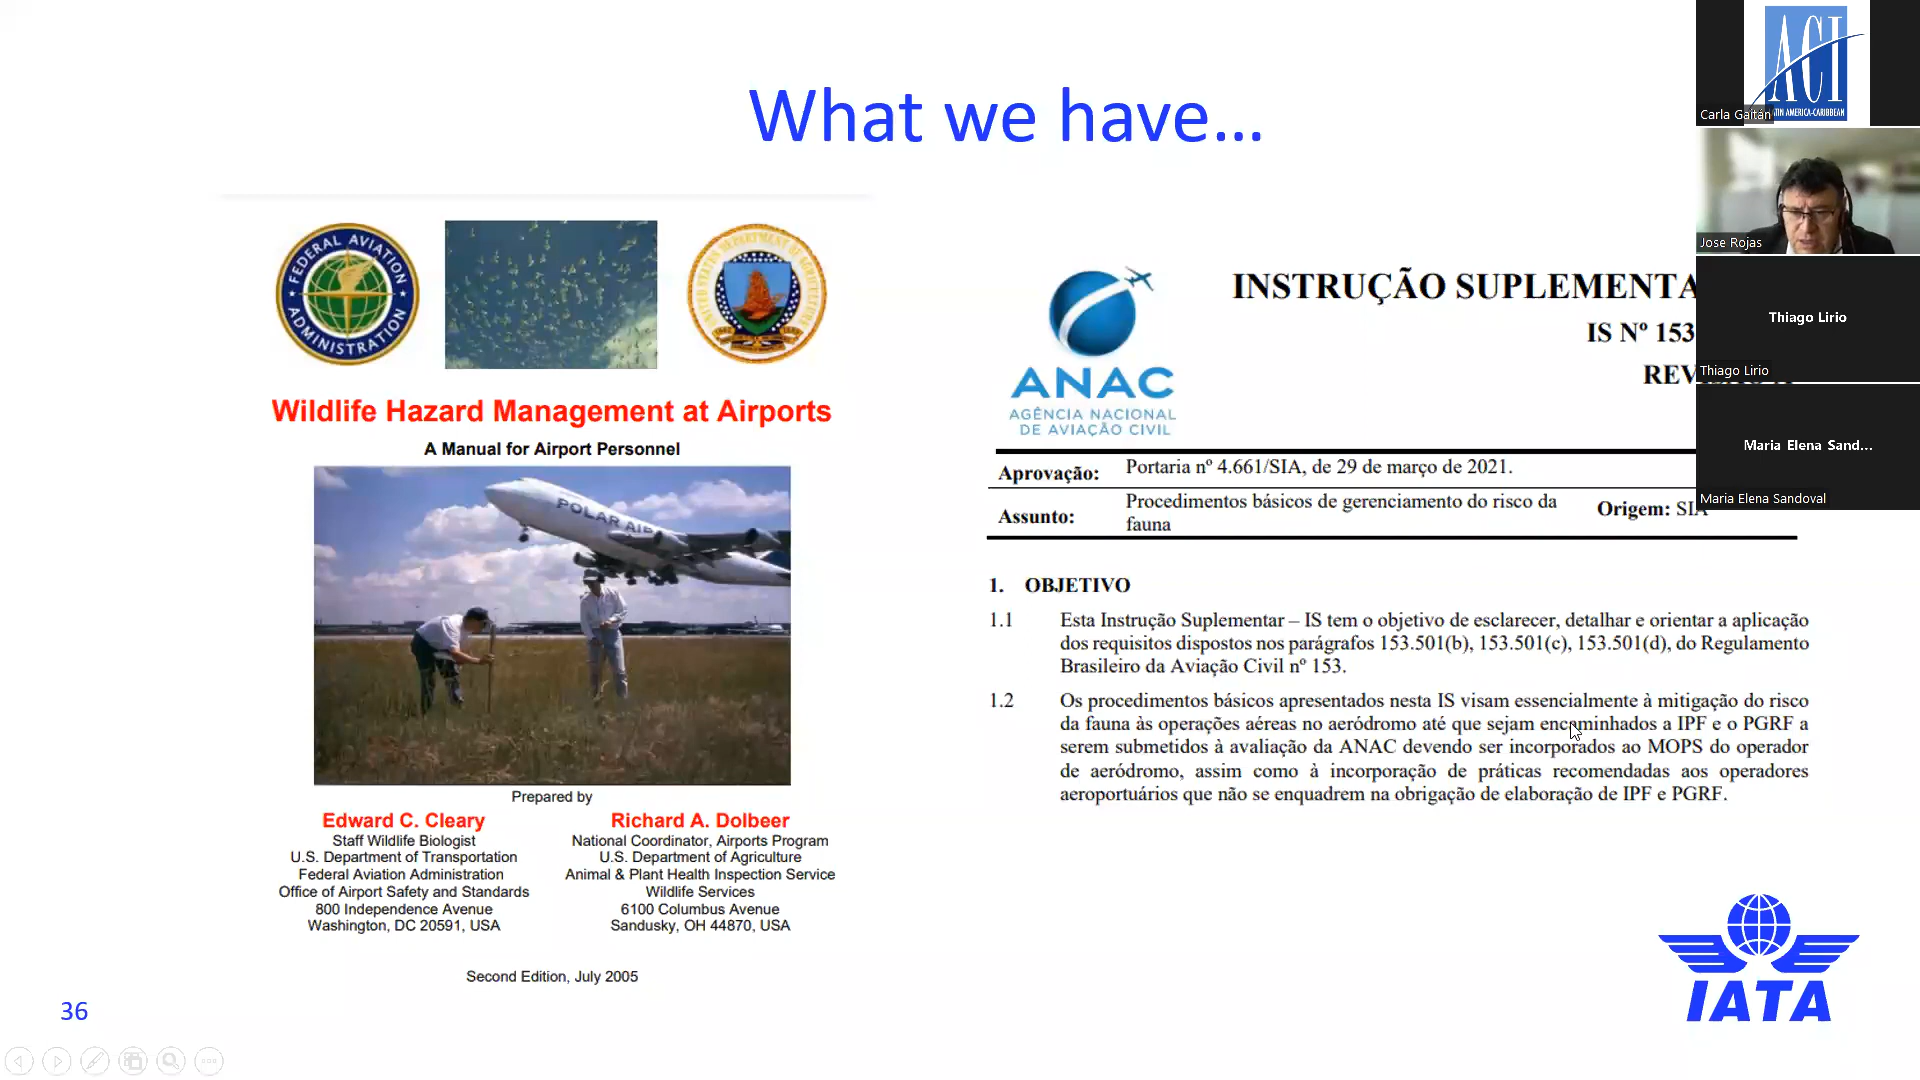 What we have...
FEDERAL AVIATION
ADMINISTRATION
UNITED STATES DEPARTMENT OF AGRICULTURE
Wildlife Hazard Management at Airports
A Manual for Airport Personnel
POLAR AIR
Prepared by
Edward C. Cleary
Staff Wildlife Biologist
U.S. Department of Transportation
Federal Aviation Administration
Office of Airport Safety and Standards
800 Independence Avenue
Washington, DC 20591, USA
Richard A. Dolbeer
National Coordinator, Airports Program
U.S. Department of Agriculture
Animal & Plant Health Inspection Service
Wildlife Services
6100 Columbus Avenue
Sandusky, OH 44870, USA
Second Edition, July 2005
36
ANAC
AGÊNCIA NACIONAL
DE AVIAÇÃO CIVIL
INSTRUÇÃO SUPLEMENTA
IS Nº 153
REV
Aprovação: Portaria nº 4.661/SIA, de 29 de março de 2021.
Assunto: Procedimentos básicos de gerenciamento do risco da
fauna
Origem: SIA
1. OBJETIVO
1.1 Esta Instrução Suplementar – IS tem o objetivo de esclarecer, detalhar e orientar a aplicação
dos requisitos dispostos nos parágrafos 153.501(b), 153.501(c), 153.501(d), do Regulamento
Brasileiro da Aviação Civil nº 153.
1.2 Os procedimentos básicos apresentados nesta IS visam essencialmente à mitigação do risco
da fauna às operações aéreas no aeródromo até que sejam encaminhados a IPF e o PGRF a
serem submetidos à avaliação da ANAC devendo ser incorporados ao MOPS do operador
de aeródromo, assim como à incorporação de práticas recomendadas aos operadores
aeroportuários que não se enquadrem na obrigação de elaboração de IPF e PGRF.
IATA
ACI
LATIN AMERICA-CARIBBEAN
Carla Gaitán
Jose Rojas
Thiago Lirio
Thiago Lirio
Maria Elena Sand...
Maria Elena Sandoval